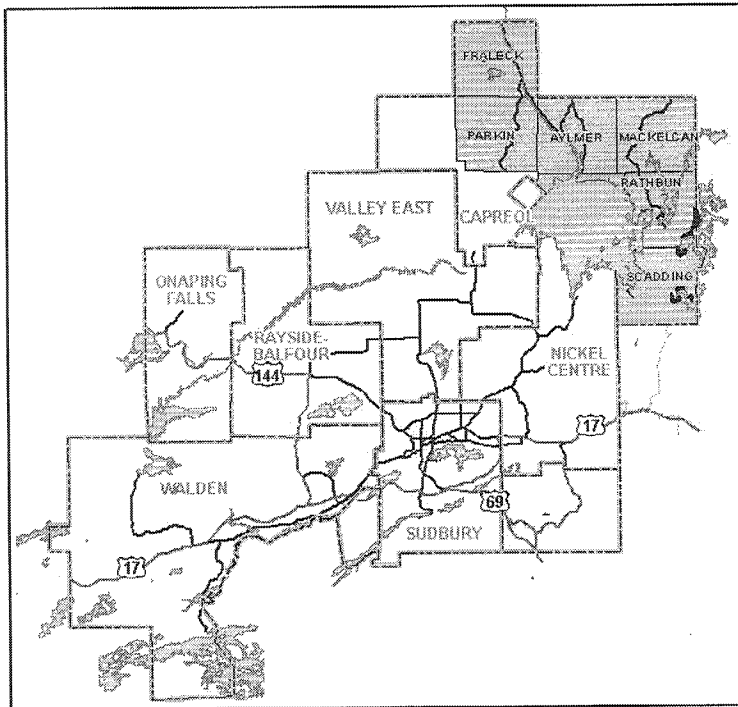 FRALECK
PARKIN
AYLMER
MACKELCAN
RATHBUN
VALLEY EAST
CAPREOL
SCADDING
ONAPING
FALLS
RAYSIDE-
BALFOUR
NICKEL
CENTRE
144
17
WALDEN
69
SUDBURY
17